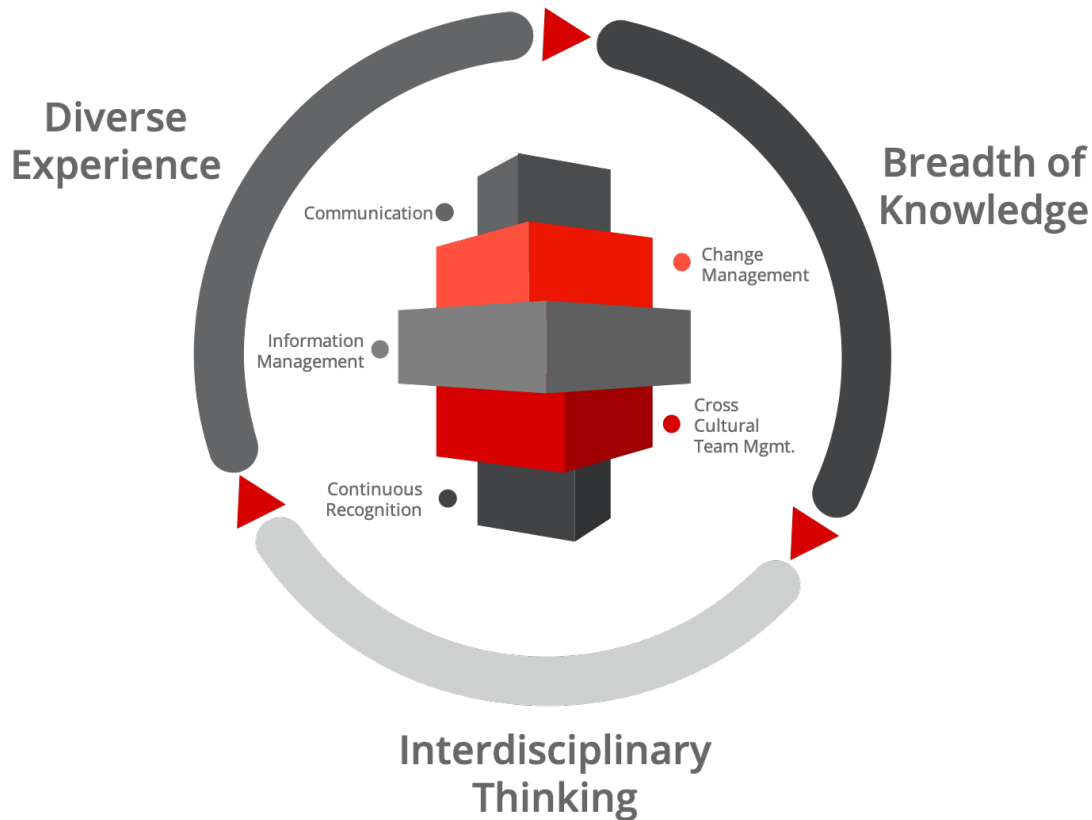 Diverse
Experience
Breadth of
Knowledge
Communication
Change
Management
Information
Management
Cross
Cultural
Team Mgmt.
Continuous
Recognition
Interdisciplinary
Thinking